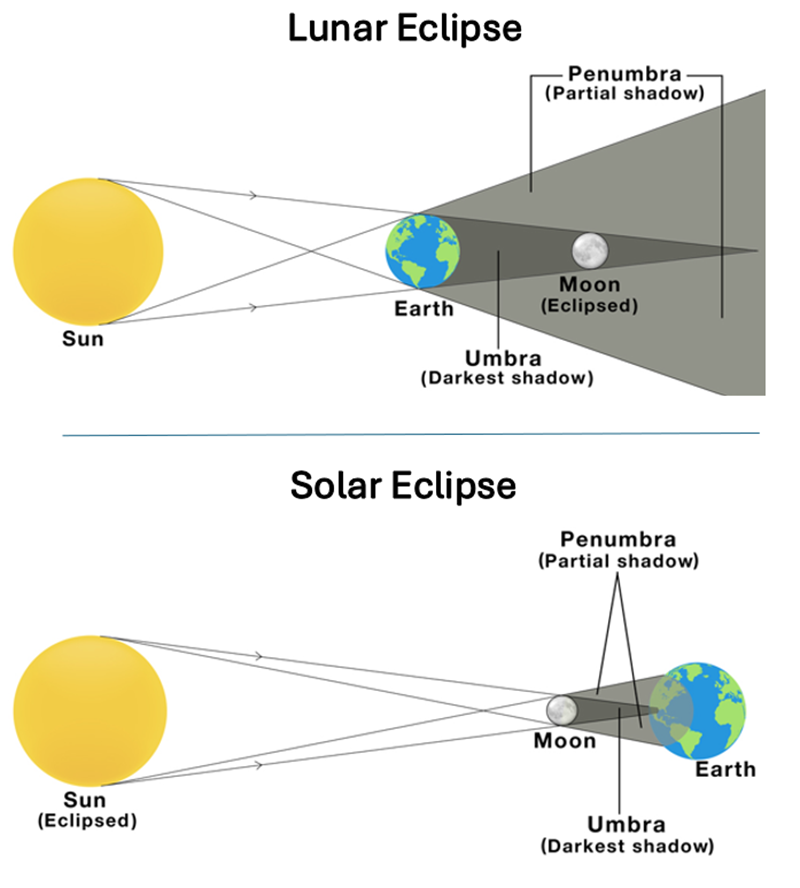 Lunar Eclipse
Penumbra
(Partial shadow)
Sun
Earth
Moon
(Eclipsed)
Umbra
(Darkest shadow)
Solar Eclipse
Penumbra
(Partial shadow)
Sun
(Eclipsed)
Moon
Earth
Umbra
(Darkest shadow)